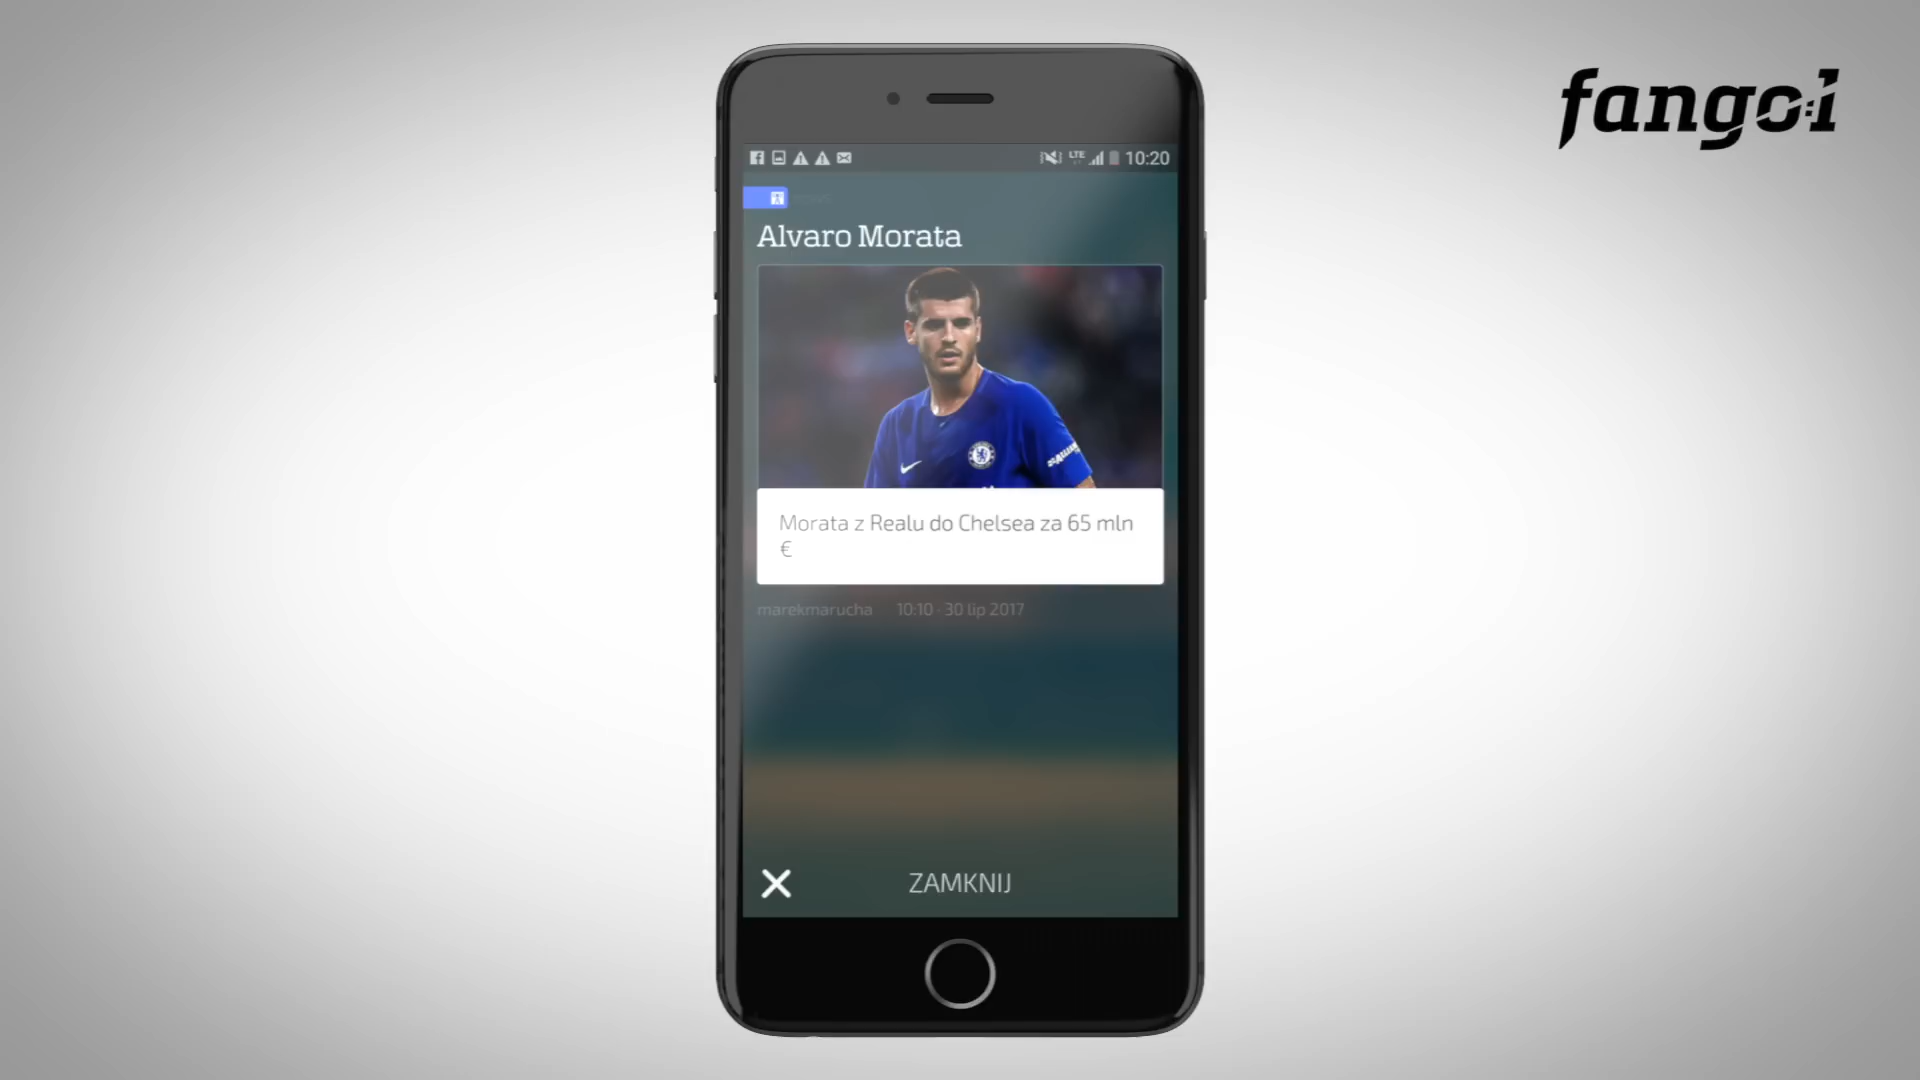 fangol
LTE 10:20
Alvaro Morata
Morata z Realu do Chelsea za 65 mln
€
marekmarucha 10:10 - 30 lip 2017
ZAMKNIJ